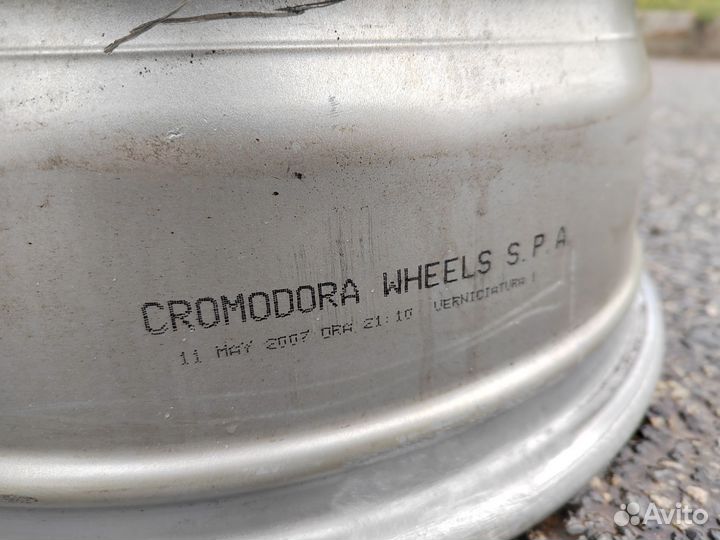 CROMODORA WHEELS S.P.A.
11 MAY 2007 ORA 21:10 VERNICIATURA 1
Avito